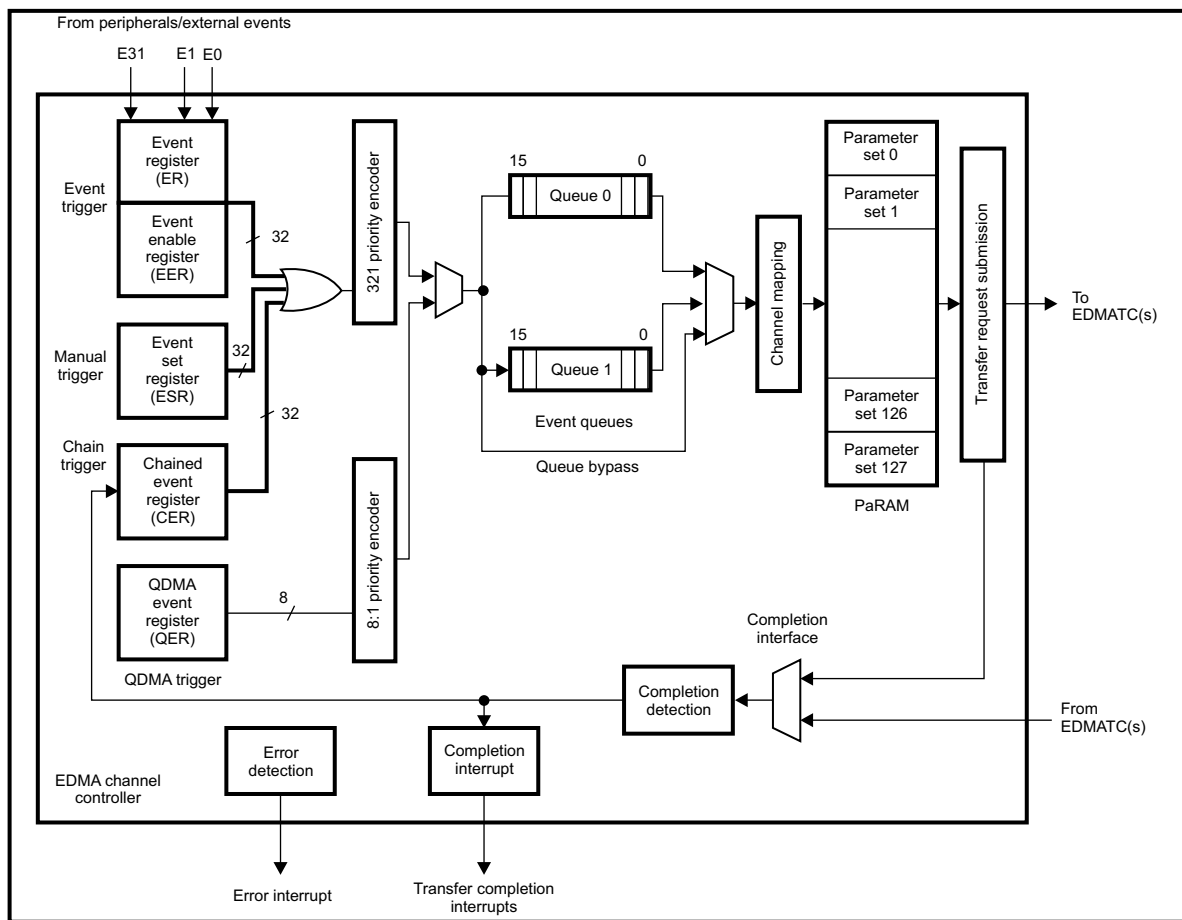 From peripherals/external events
E31
E1
E0
Event
register
(ER)
Event
trigger
Event
enable
register
(EER)
32
Manual
trigger
Event
set
register
(ESR)
32
Chain
trigger
Chained
event
register
(CER)
32
QDMA
event
register
(QER)
8
QDMA trigger
321 priority encoder
8:1 priority encoder
15
0
Queue 0
15
0
Queue 1
Event queues
Queue bypass
Channel mapping
Parameter
set 0
Parameter
set 1
Parameter
set 126
Parameter
set 127
PaRAM
Transfer request submission
To
EDMATC(s)
Completion
interface
Completion
detection
From
EDMATC(s)
Error
detection
Completion
interrupt
EDMA channel
controller
Error interrupt
Transfer completion
interrupts